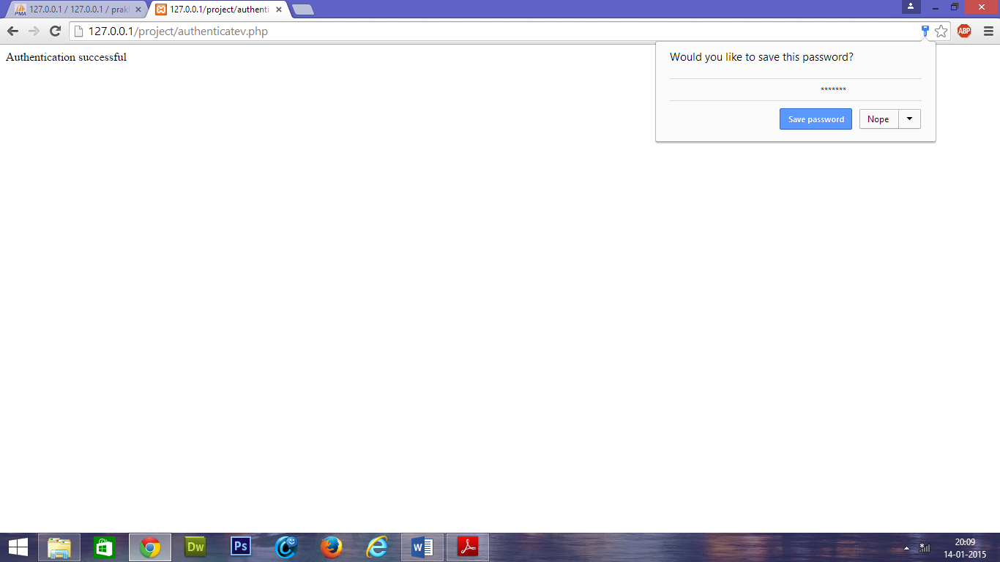 PMA 127.0.0.1 / 127.0.0.1 / prakl
127.0.0.1/project/authenti
127.0.0.1/project/authenticatev.php
ABP
Authentication successful
Would you like to save this password?
*******
Save password
Nope
Dw
Ps
20:09
14-01-2015